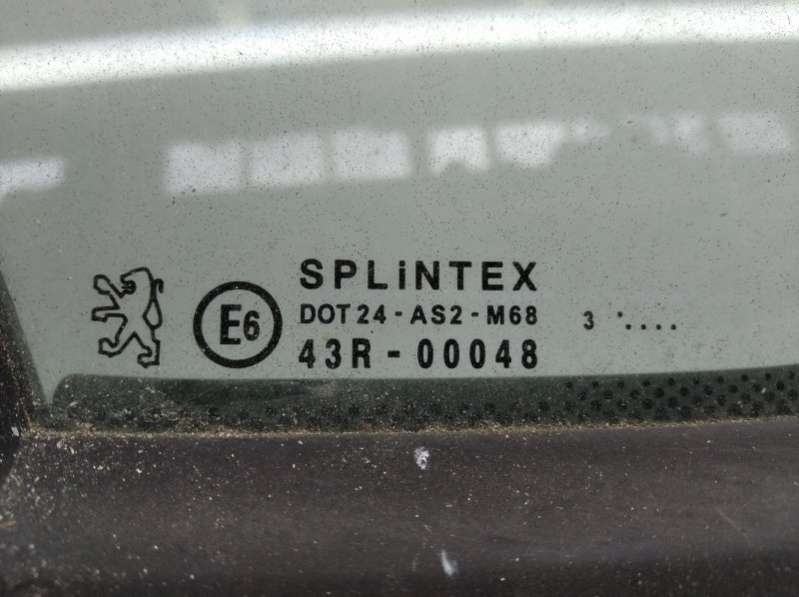 SPLiNTEX
E6
DOT 24 - AS2 - M68 3 '....
43R - 00048